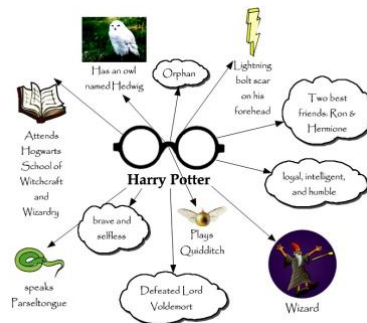 Has an owl
named Hedwig
Orphan
Lightning
bolt scar
on his
forehead
Two best
friends: Ron &
Hermione
Attends
Hogwarts
School of
Witchcraft
and
Wizardry
Harry Potter
loyal, intelligent,
and humble
brave and
selfless
Plays
Quidditch
speaks
Parseltongue
Defeated Lord
Voldemort
Wizard